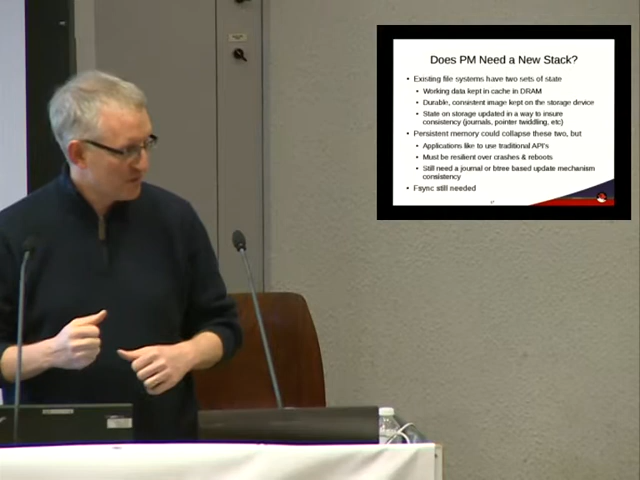 Does PM Need a New Stack?
• Existing file systems have two sets of state
• Working data kept in cache in DRAM
• Durable, consistent image kept on the storage device
• State on storage updated in a way to insure
consistency (journals, pointer twiddling, etc)
• Persistent memory could collapse these two, but
• Applications like to use traditional API's
• Must be resilient over crashes & reboots
• Still need a journal or btree based update mechanism
consistency
• Fsync still needed